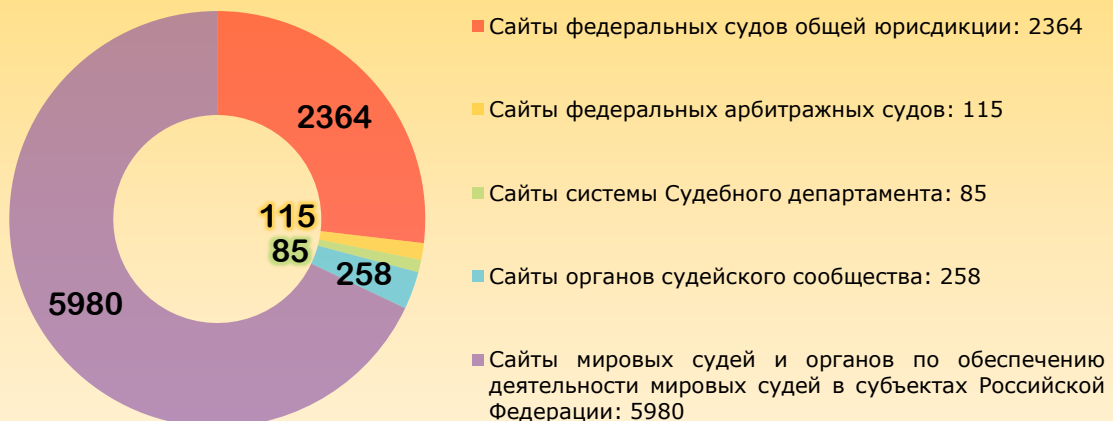 2364
115
85
258
5980
Сайты федеральных судов общей юрисдикции: 2364
Сайты федеральных арбитражных судов: 115
Сайты системы Судебного департамента: 85
Сайты органов судейского сообщества: 258
Сайты мировых судей и органов по обеспечению
деятельности мировых судей в субъектах Российской
Федерации: 5980